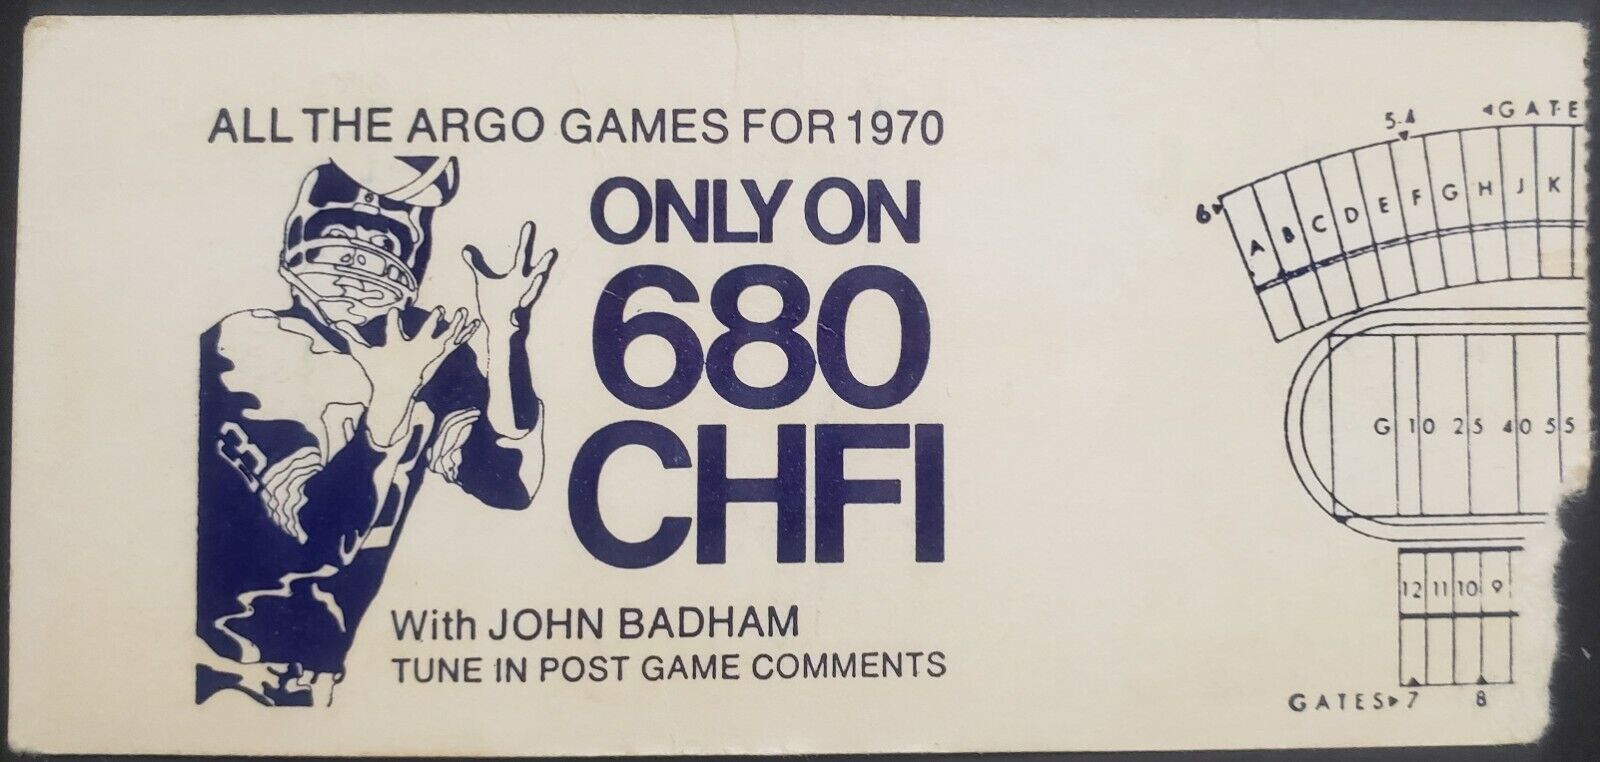 ALL THE ARGO GAMES FOR 1970
ONLY ON
680
CHFI
With JOHN BADHAM
TUNE IN POST GAME COMMENTS
5-4 ◄GATE
6
A B C D E F G H J K
G 10 25 40 55
12 11 10 9
GATES► 7 8